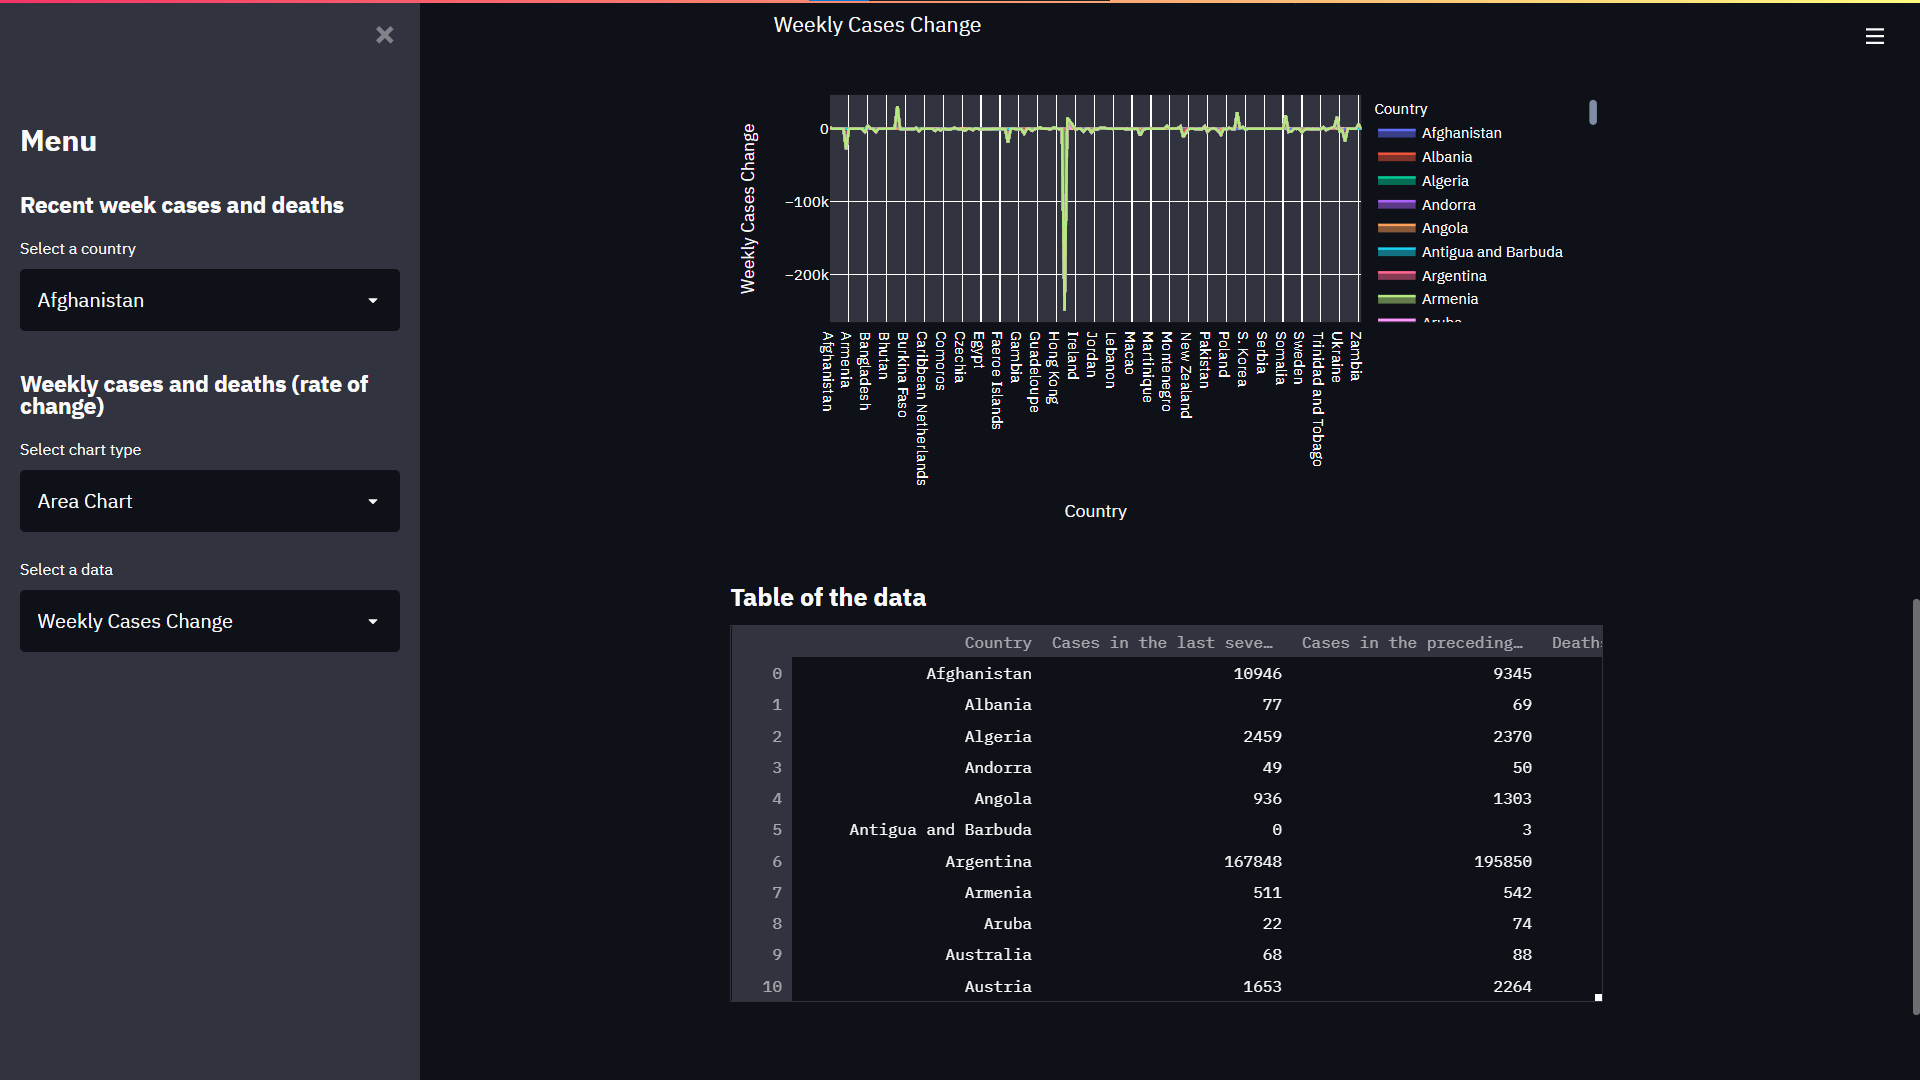 Menu
Recent week cases and deaths
Select a country
Afghanistan
Weekly cases and deaths (rate of
change)
Select chart type
Area Chart
Select a data
Weekly Cases Change
Weekly Cases Change
Weekly Cases Change
0
−100k
−200k
Afghanistan
Armenia
Bangladesh
Bhutan
Burkina Faso
Caribbean Netherlands
Comoros
Czechia
Egypt
Faeroe Islands
Gambia
Guadeloupe
Hong Kong
Ireland
Jordan
Lebanon
Macao
Martinique
Montenegro
New Zealand
Pakistan
Poland
S. Korea
Serbia
Somalia
Sweden
Trinidad and Tobago
Ukraine
Zambia
Country
Country
Afghanistan
Albania
Algeria
Andorra
Angola
Antigua and Barbuda
Argentina
Armenia
Aruba
Table of the data
Country Cases in the last seve… Cases in the preceding… Deaths
0 Afghanistan 10946 9345
1 Albania 77 69
2 Algeria 2459 2370
3 Andorra 49 50
4 Angola 936 1303
5 Antigua and Barbuda 0 3
6 Argentina 167848 195850
7 Armenia 511 542
8 Aruba 22 74
9 Australia 68 88
10 Austria 1653 2264